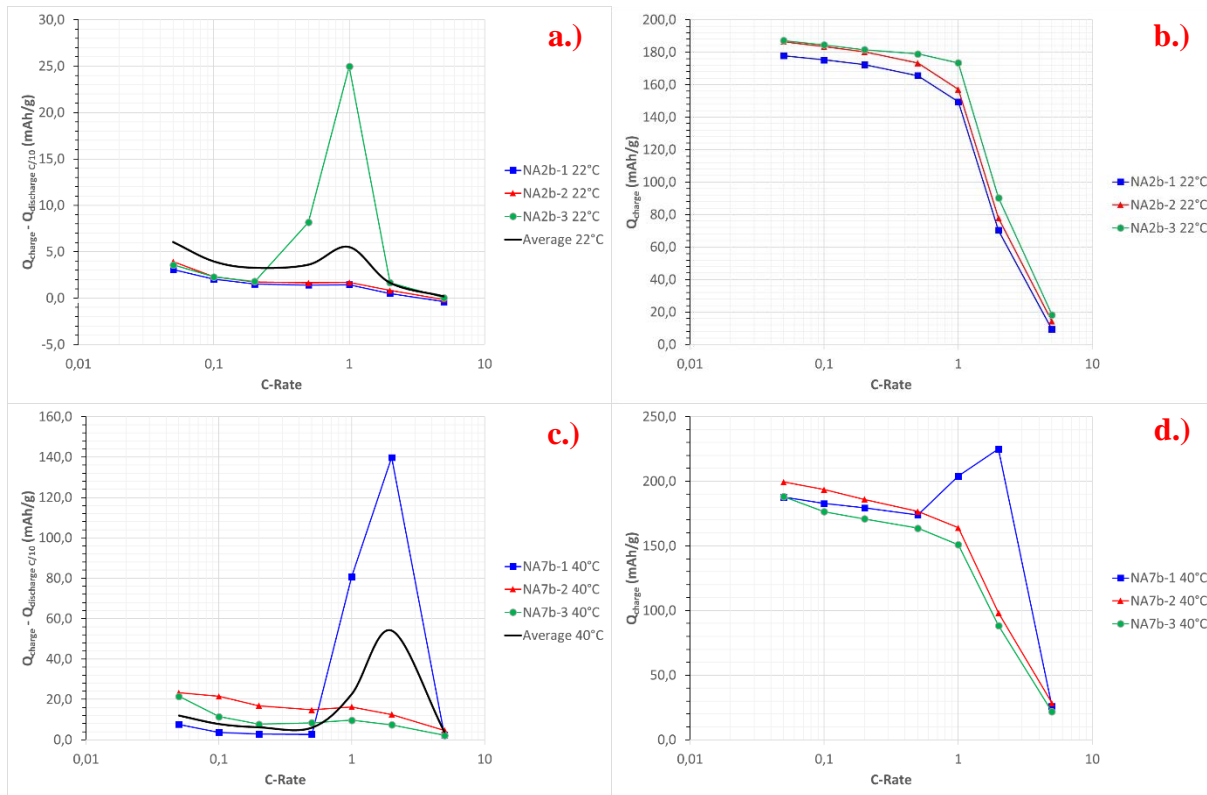 a.)
30,0
25,0
20,0
15,0
10,0
5,0
0,0
-5,0
Qcharge - Qdischarge C/10 (mAh/g)
0,01 0,1 1 10
C-Rate
NA2b-1 22°C
NA2b-2 22°C
NA2b-3 22°C
Average 22°C
b.)
200,0
180,0
160,0
140,0
120,0
100,0
80,0
60,0
40,0
20,0
0,0
Qcharge (mAh/g)
0,01 0,1 1 10
C-Rate
NA2b-1 22°C
NA2b-2 22°C
NA2b-3 22°C
c.)
160,0
140,0
120,0
100,0
80,0
60,0
40,0
20,0
0,0
Qcharge - Qdischarge C/10 (mAh/g)
0,01 0,1 1 10
C-Rate
NA7b-1 40°C
NA7b-2 40°C
NA7b-3 40°C
Average 40°C
d.)
250,0
200,0
150,0
100,0
50,0
0,0
Qcharge (mAh/g)
0,01 0,1 1 10
C-Rate
NA7b-1 40°C
NA7b-2 40°C
NA7b-3 40°C